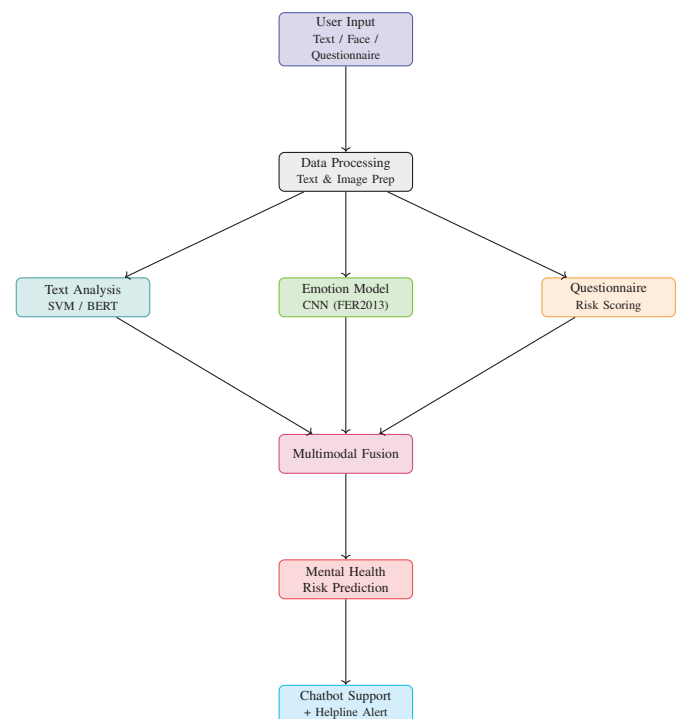 User Input
Text / Face /
Questionnaire
Data Processing
Text & Image Prep
Text Analysis
SVM / BERT
Emotion Model
CNN (FER2013)
Questionnaire
Risk Scoring
Multimodal Fusion
Mental Health
Risk Prediction
Chatbot Support
+ Helpline Alert